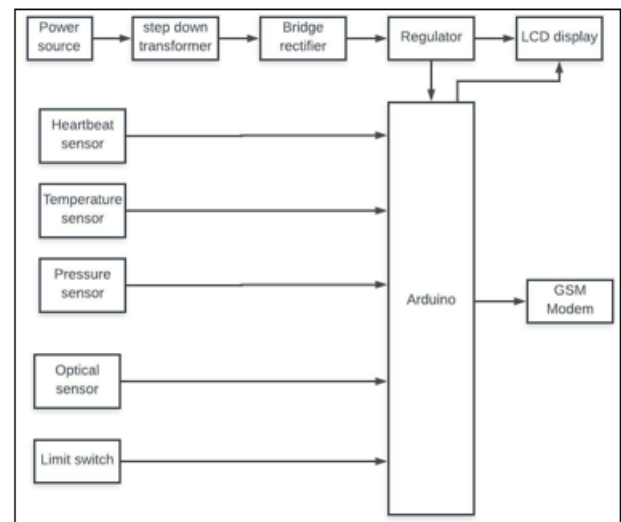 Power
source
step down
transformer
Bridge
rectifier
Regulator
LCD display
Heartbeat
sensor
Temperature
sensor
Pressure
sensor
Arduino
GSM
Modem
Optical
sensor
Limit switch